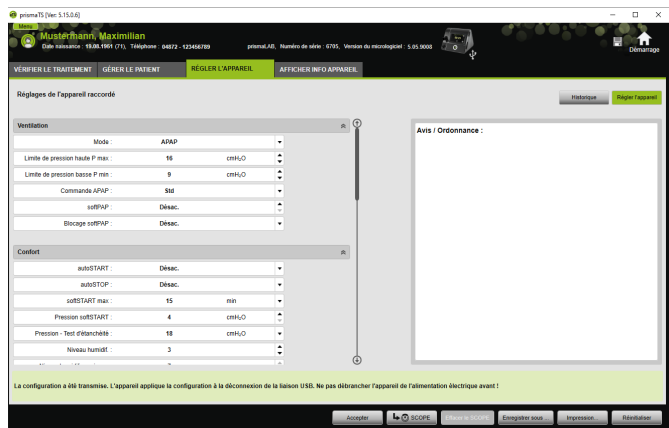 prismaTS [Ver: 5.15.0.6]
Menu
Mustermann, Maximilian
Date naissance : 19.08.1951 (71), Téléphone : 04872 - 123456789
prismaLAB, Numéro de série : 6705, Version du micrologiciel : 5.05.9008
Démarrage
VÉRIFIER LE TRAITEMENT
GÉRER LE PATIENT
RÉGLER L'APPAREIL
AFFICHER INFO APPAREIL
Réglages de l'appareil raccordé
Historique
Régler l'appareil
Ventilation
Mode : APAP
Limite de pression haute P max : 16 cmH₂O
Limite de pression basse P min : 9 cmH₂O
Commande APAP : Std
softPAP : Désac.
Blocage softPAP : Désac.
Confort
autoSTART : Désac.
autoSTOP : Désac.
softSTART max : 15 min
Pression softSTART : 4 cmH₂O
Pression - Test d'étanchéité : 18 cmH₂O
Niveau humidif. : 3
Avis / Ordonnance :
La configuration a été transmise. L'appareil applique la configuration à la déconnexion de la liaison USB. Ne pas débrancher l'appareil de l'alimentation électrique avant !
Accepter
SCOPE
Effacer le SCOPE
Enregistrer sous...
Impression...
Réinitialiser